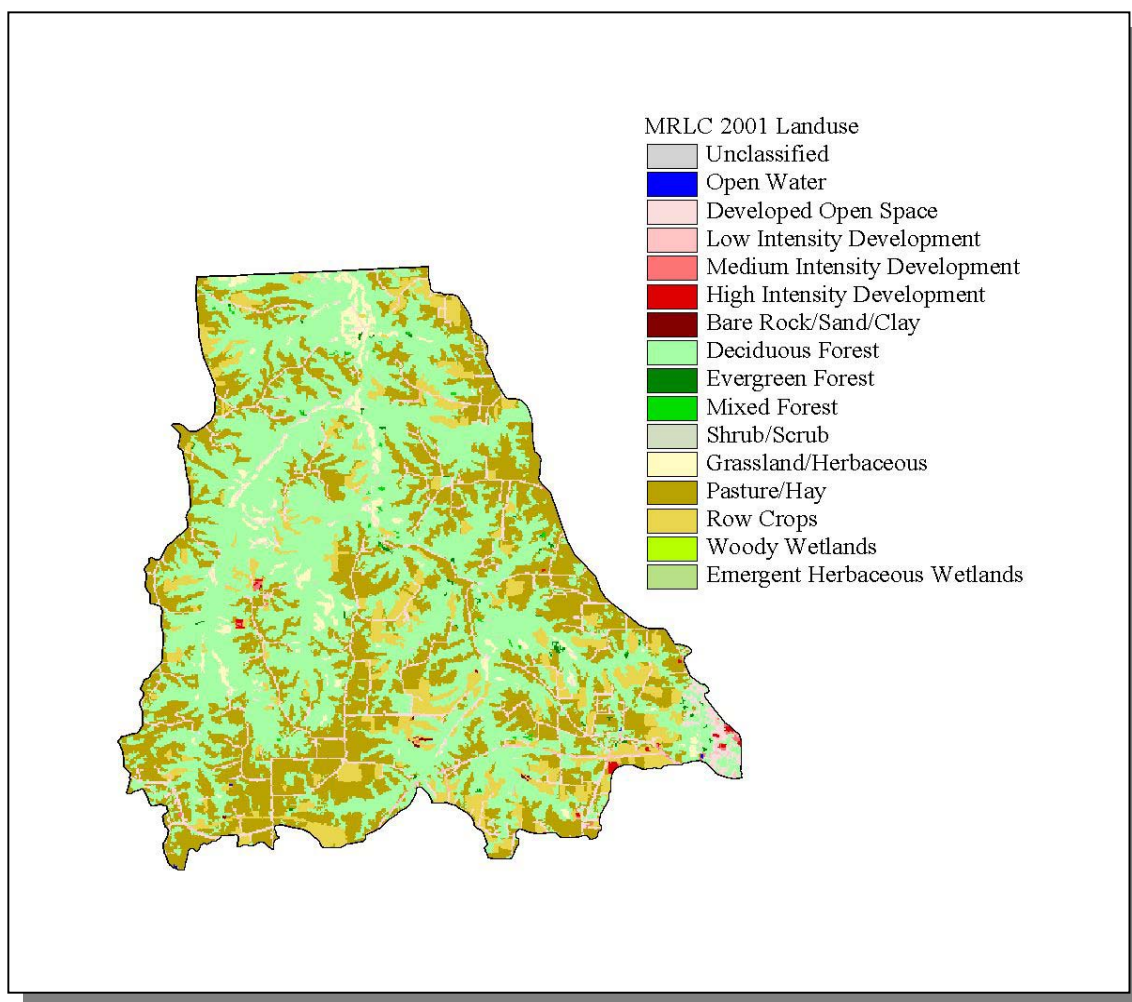 MRLC 2001 Landuse
Unclassified
Open Water
Developed Open Space
Low Intensity Development
Medium Intensity Development
High Intensity Development
Bare Rock/Sand/Clay
Deciduous Forest
Evergreen Forest
Mixed Forest
Shrub/Scrub
Grassland/Herbaceous
Pasture/Hay
Row Crops
Woody Wetlands
Emergent Herbaceous Wetlands